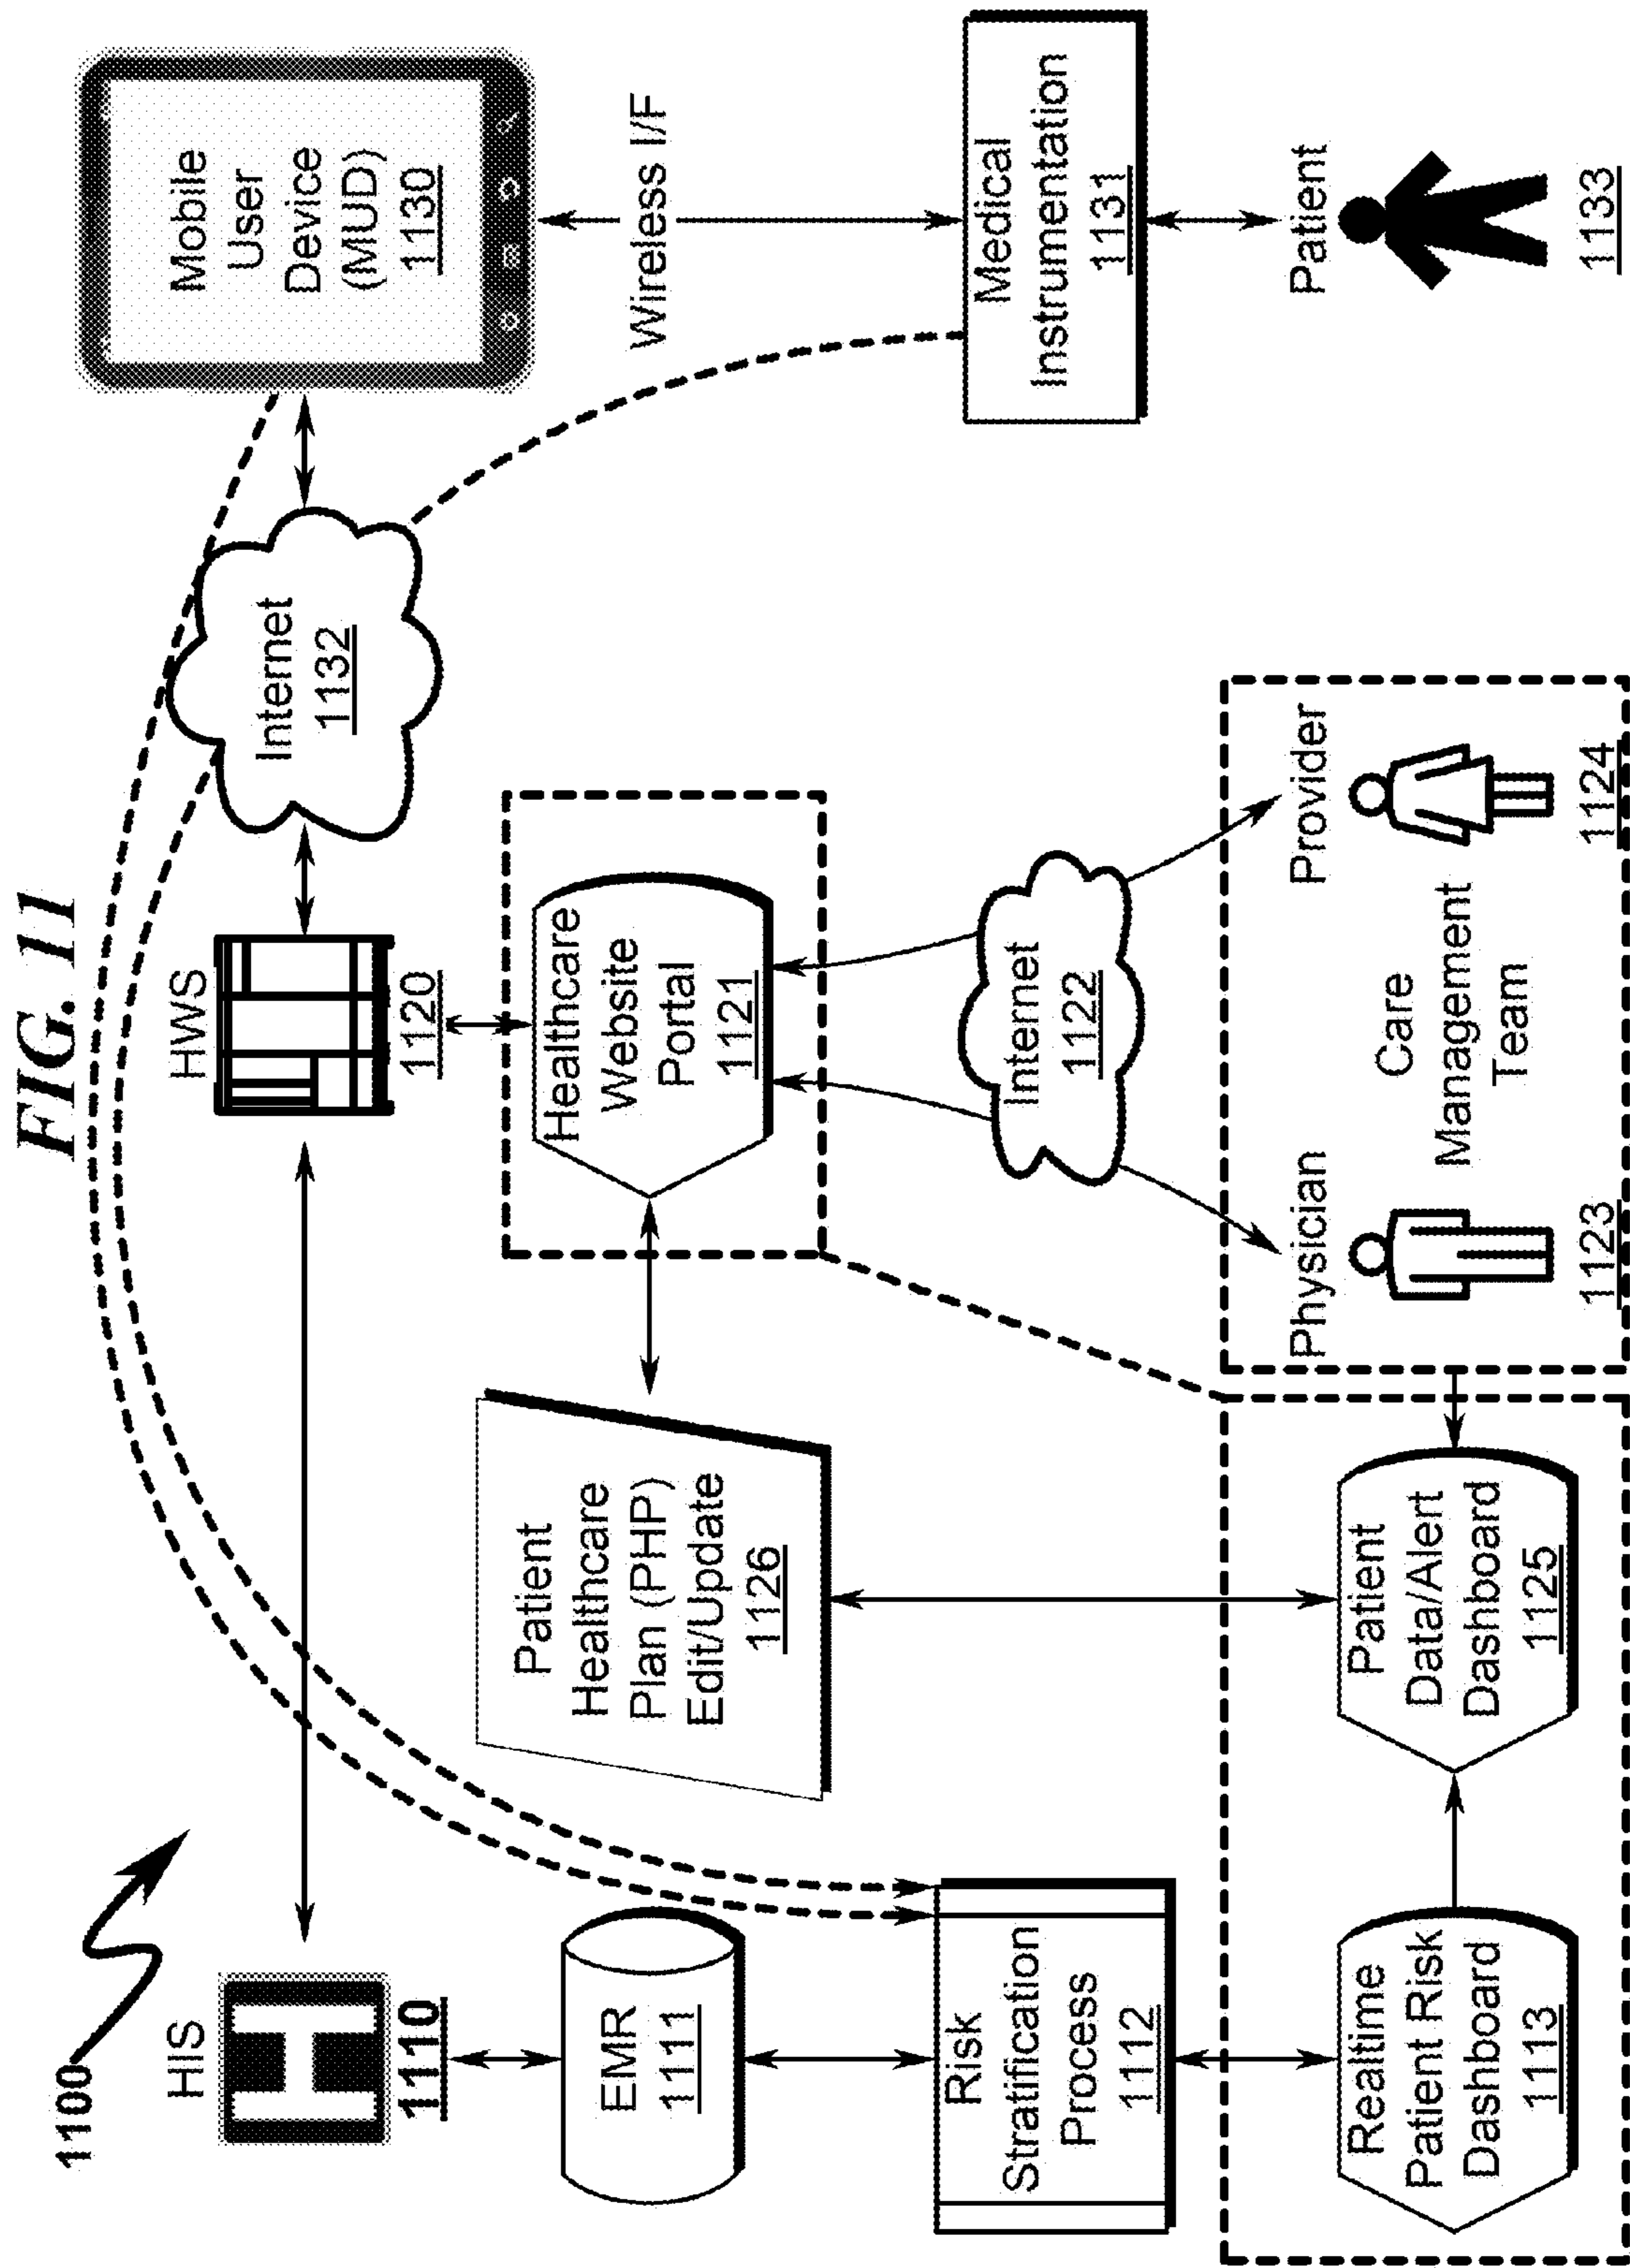 FIG. 11
1100
HIS
1110
HWS
1120
Internet
1132
Mobile
User
Device
(MUD)
1130
EMR
1111
Patient
Healthcare
Plan (PHP)
Edit/Update
1126
Healthcare
Website
Portal
1121
Wireless I/F
Risk
Stratification
Process
1112
Internet
1122
Medical
Instrumentation
1131
Realtime
Patient Risk
Dashboard
1113
Patient
Data/Alert
Dashboard
1125
Physician
1123
Care
Management
Team
Provider
1124
Patient
1133